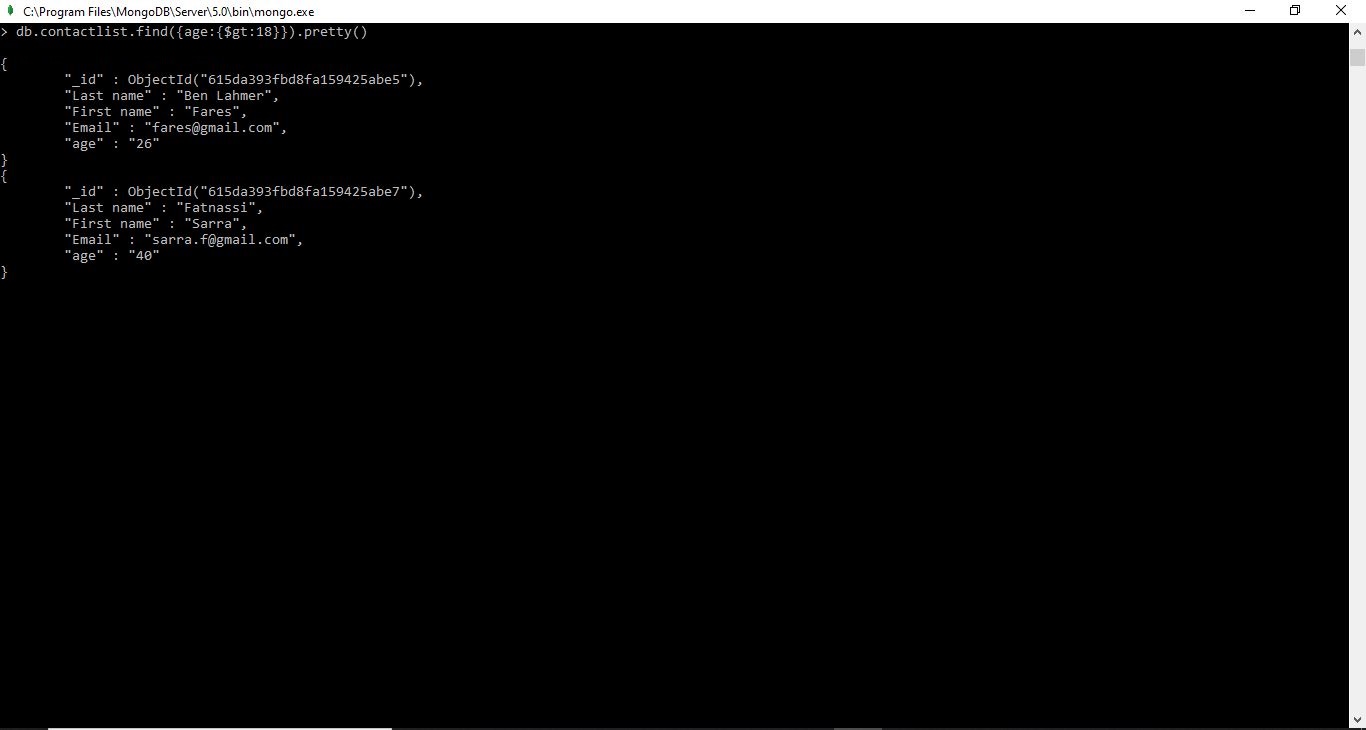 C:\Program Files\MongoDB\Server\5.0\bin\mongo.exe
> db.contactlist.find({age:{$gt:18}}).pretty()
{
        "_id" : ObjectId("615da393fbd8fa159425abe5"),
        "Last name" : "Ben Lahmer",
        "First name" : "Fares",
        "Email" : "fares@gmail.com",
        "age" : "26"
}
{
        "_id" : ObjectId("615da393fbd8fa159425abe7"),
        "Last name" : "Fatnassi",
        "First name" : "Sarra",
        "Email" : "sarra.f@gmail.com",
        "age" : "40"
}